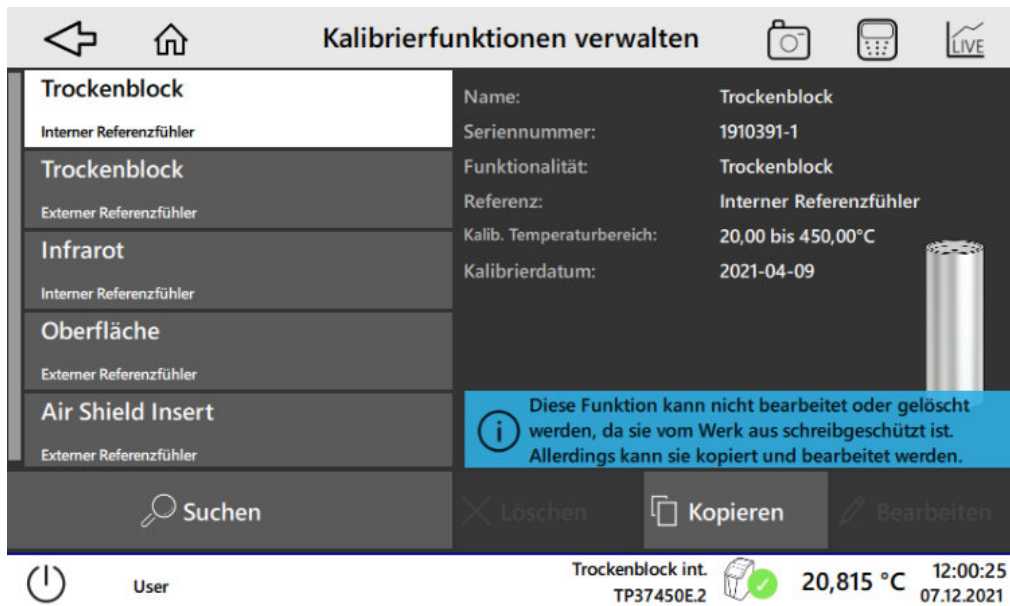 Kalibrierfunktionen verwalten
LIVE
Trockenblock
Interner Referenzfühler
Trockenblock
Externer Referenzfühler
Infrarot
Interner Referenzfühler
Oberfläche
Externer Referenzfühler
Air Shield Insert
Externer Referenzfühler
Name: Trockenblock
Seriennummer: 1910391-1
Funktionalität: Trockenblock
Referenz: Interner Referenzfühler
Kalib. Temperaturbereich: 20,00 bis 450,00°C
Kalibrierdatum: 2021-04-09
Diese Funktion kann nicht bearbeitet oder gelöscht
werden, da sie vom Werk aus schreibgeschützt ist.
Allerdings kann sie kopiert und bearbeitet werden.
Suchen
Löschen
Kopieren
Bearbeiten
User
Trockenblock int.
TP37450E.2
20,815 °C
12:00:25
07.12.2021